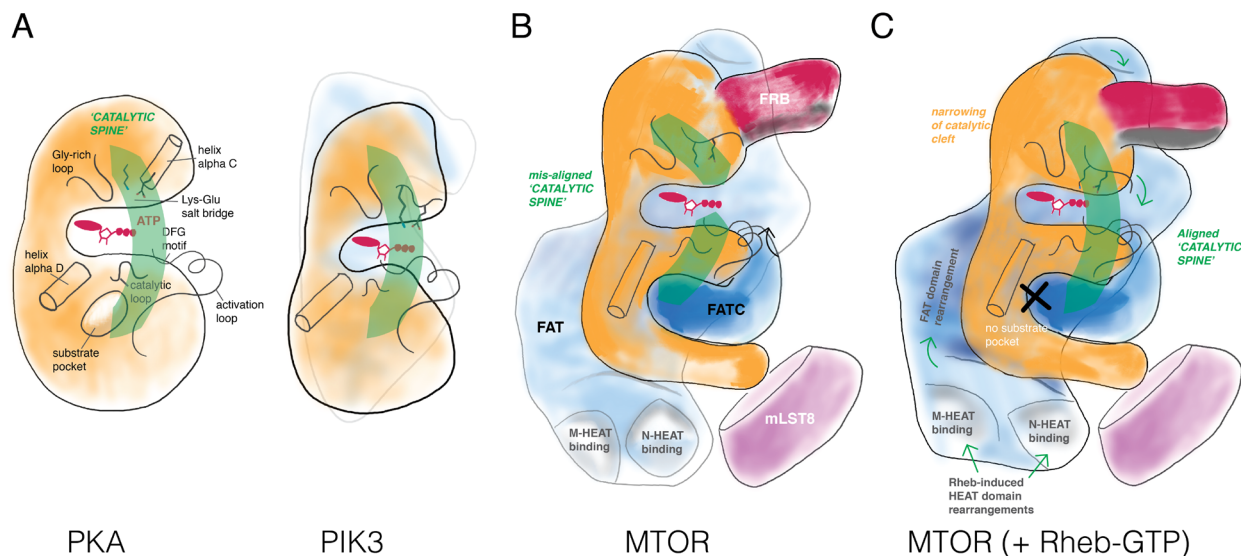 A
B
C
'CATALYTIC
SPINE'
Gly-rich
loop
helix
alpha C
Lys-Glu
salt bridge
ATP
DFG
motif
helix
alpha D
catalytic
loop
activation
loop
substrate
pocket
PKA
PIK3
FRB
mis-aligned
'CATALYTIC
SPINE'
FAT
FATC
mLST8
M-HEAT
binding
N-HEAT
binding
MTOR
narrowing
of catalytic
cleft
Aligned
'CATALYTIC
SPINE'
FAT domain
rearrangement
no substrate
pocket
M-HEAT
binding
N-HEAT
binding
Rheb-induced
HEAT domain
rearrangements
MTOR (+ Rheb-GTP)